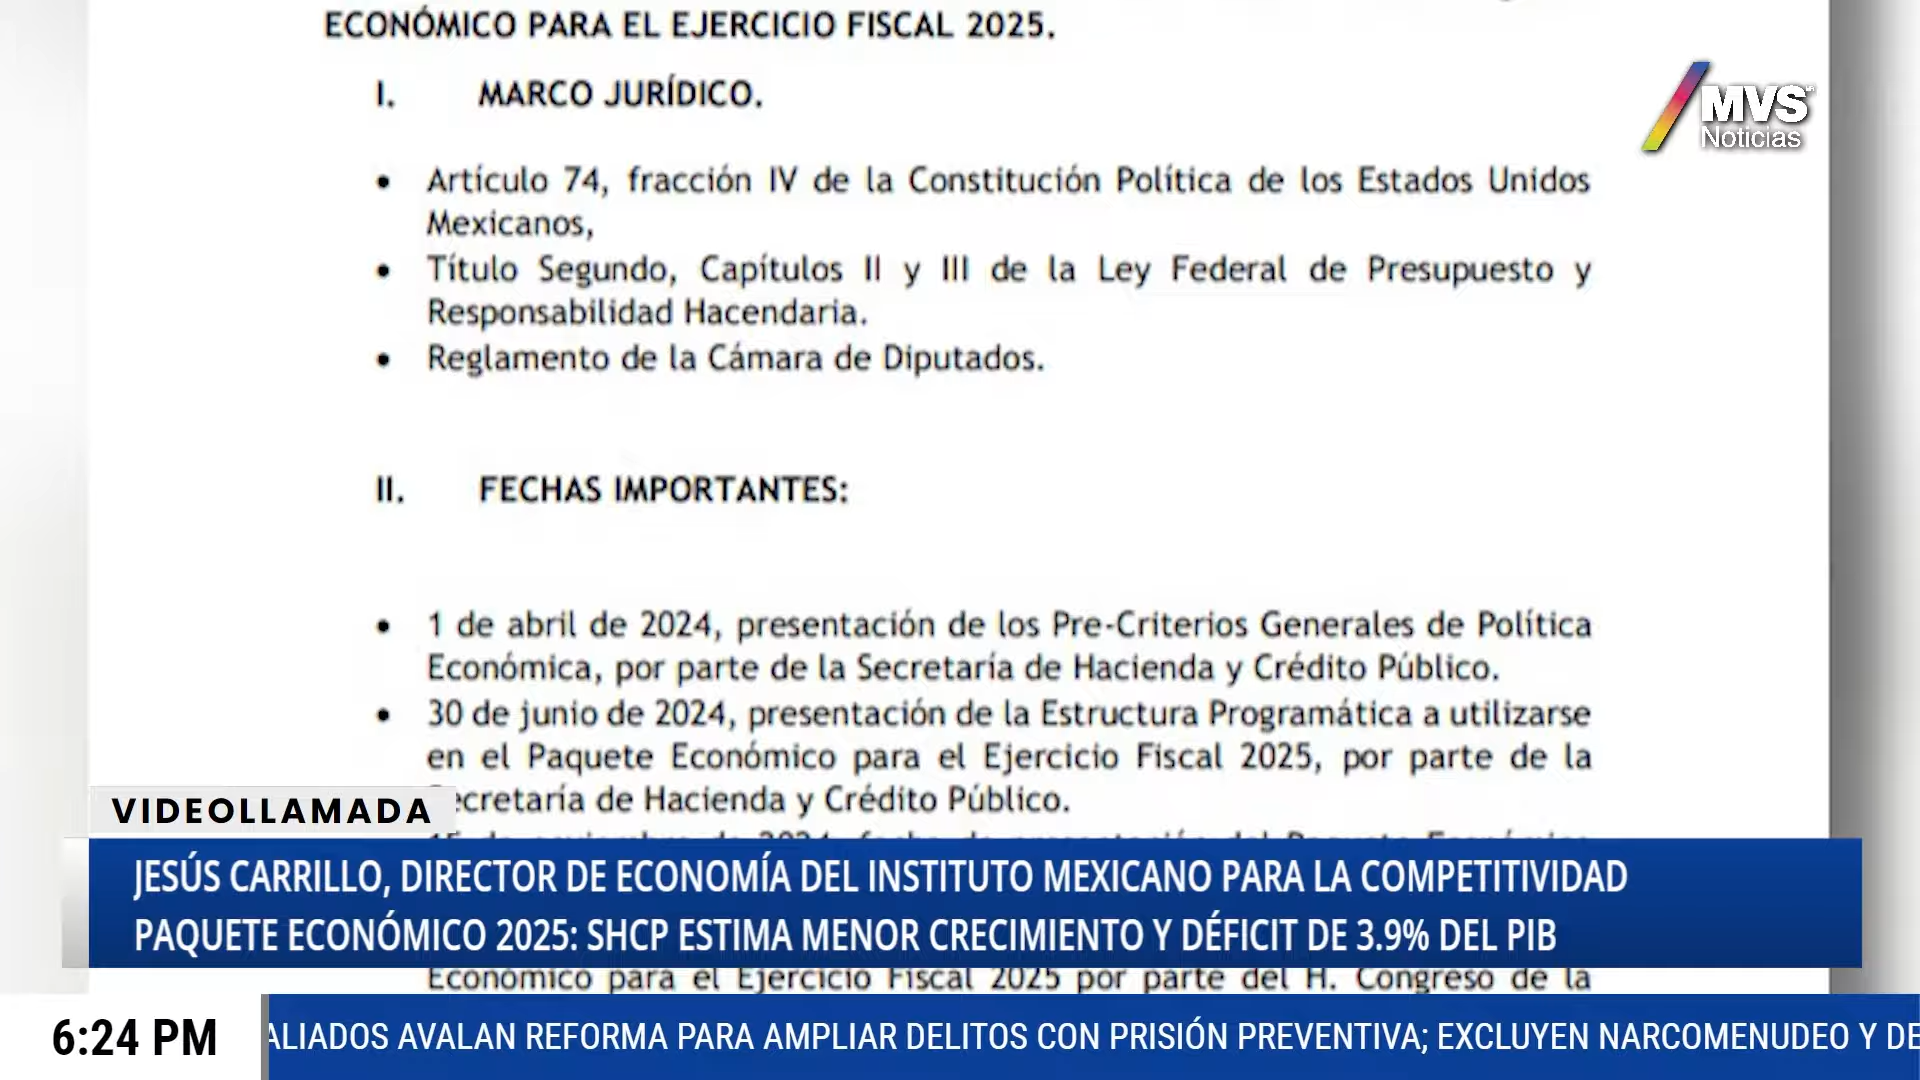 ECONÓMICO PARA EL EJERCICIO FISCAL 2025.
I. MARCO JURÍDICO.
MVS
Noticias
• Artículo 74, fracción IV de la Constitución Política de los Estados Unidos
Mexicanos,
• Título Segundo, Capítulos II y III de la Ley Federal de Presupuesto y
Responsabilidad Hacendaria.
• Reglamento de la Cámara de Diputados.
II. FECHAS IMPORTANTES:
• 1 de abril de 2024, presentación de los Pre-Criterios Generales de Política
Económica, por parte de la Secretaría de Hacienda y Crédito Público.
• 30 de junio de 2024, presentación de la Estructura Programática a utilizarse
en el Paquete Económico para el Ejercicio Fiscal 2025, por parte de la
ecretaría de Hacienda y Crédito Público.
VIDEOLLAMADA
JESÚS CARRILLO, DIRECTOR DE ECONOMÍA DEL INSTITUTO MEXICANO PARA LA COMPETITIVIDAD
PAQUETE ECONÓMICO 2025: SHCP ESTIMA MENOR CRECIMIENTO Y DÉFICIT DE 3.9% DEL PIB
Económico para el Ejercicio Fiscal 2025 por parte del H. Congreso de la
6:24 PM
ALIADOS AVALAN REFORMA PARA AMPLIAR DELITOS CON PRISIÓN PREVENTIVA; EXCLUYEN NARCOMENUDEO Y DE